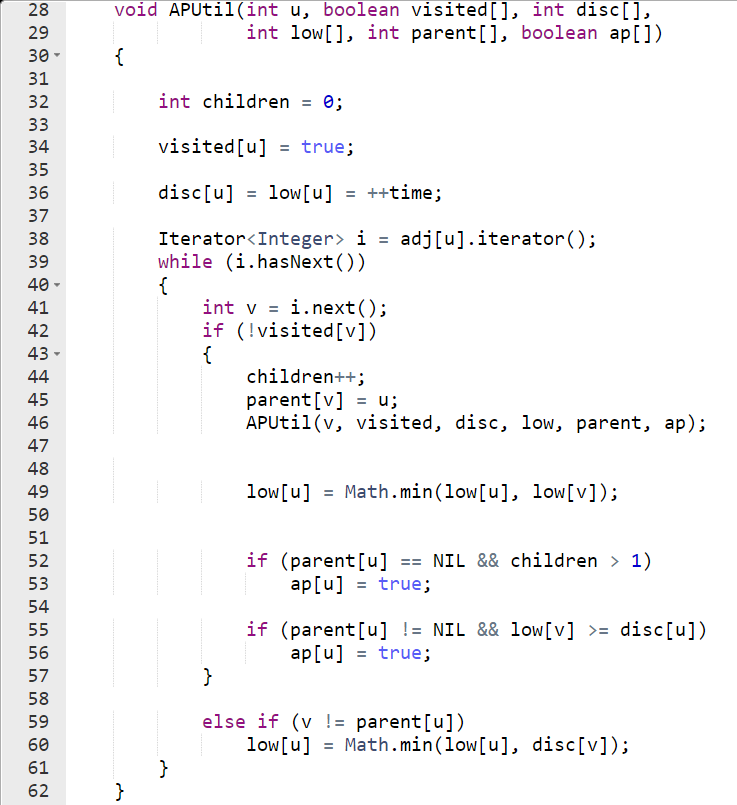 28 void APUtil(int u, boolean visited[], int disc[],
29 int low[], int parent[], boolean ap[])
30 {
31
32 int children = 0;
33
34 visited[u] = true;
35
36 disc[u] = low[u] = ++time;
37
38 Iterator<Integer> i = adj[u].iterator();
39 while (i.hasNext())
40 {
41 int v = i.next();
42 if (!visited[v])
43 {
44 children++;
45 parent[v] = u;
46 APUtil(v, visited, disc, low, parent, ap);
47
48
49 low[u] = Math.min(low[u], low[v]);
50
51
52 if (parent[u] == NIL && children > 1)
53 ap[u] = true;
54
55 if (parent[u] != NIL && low[v] >= disc[u])
56 ap[u] = true;
57 }
58
59 else if (v != parent[u])
60 low[u] = Math.min(low[u], disc[v]);
61 }
62 }